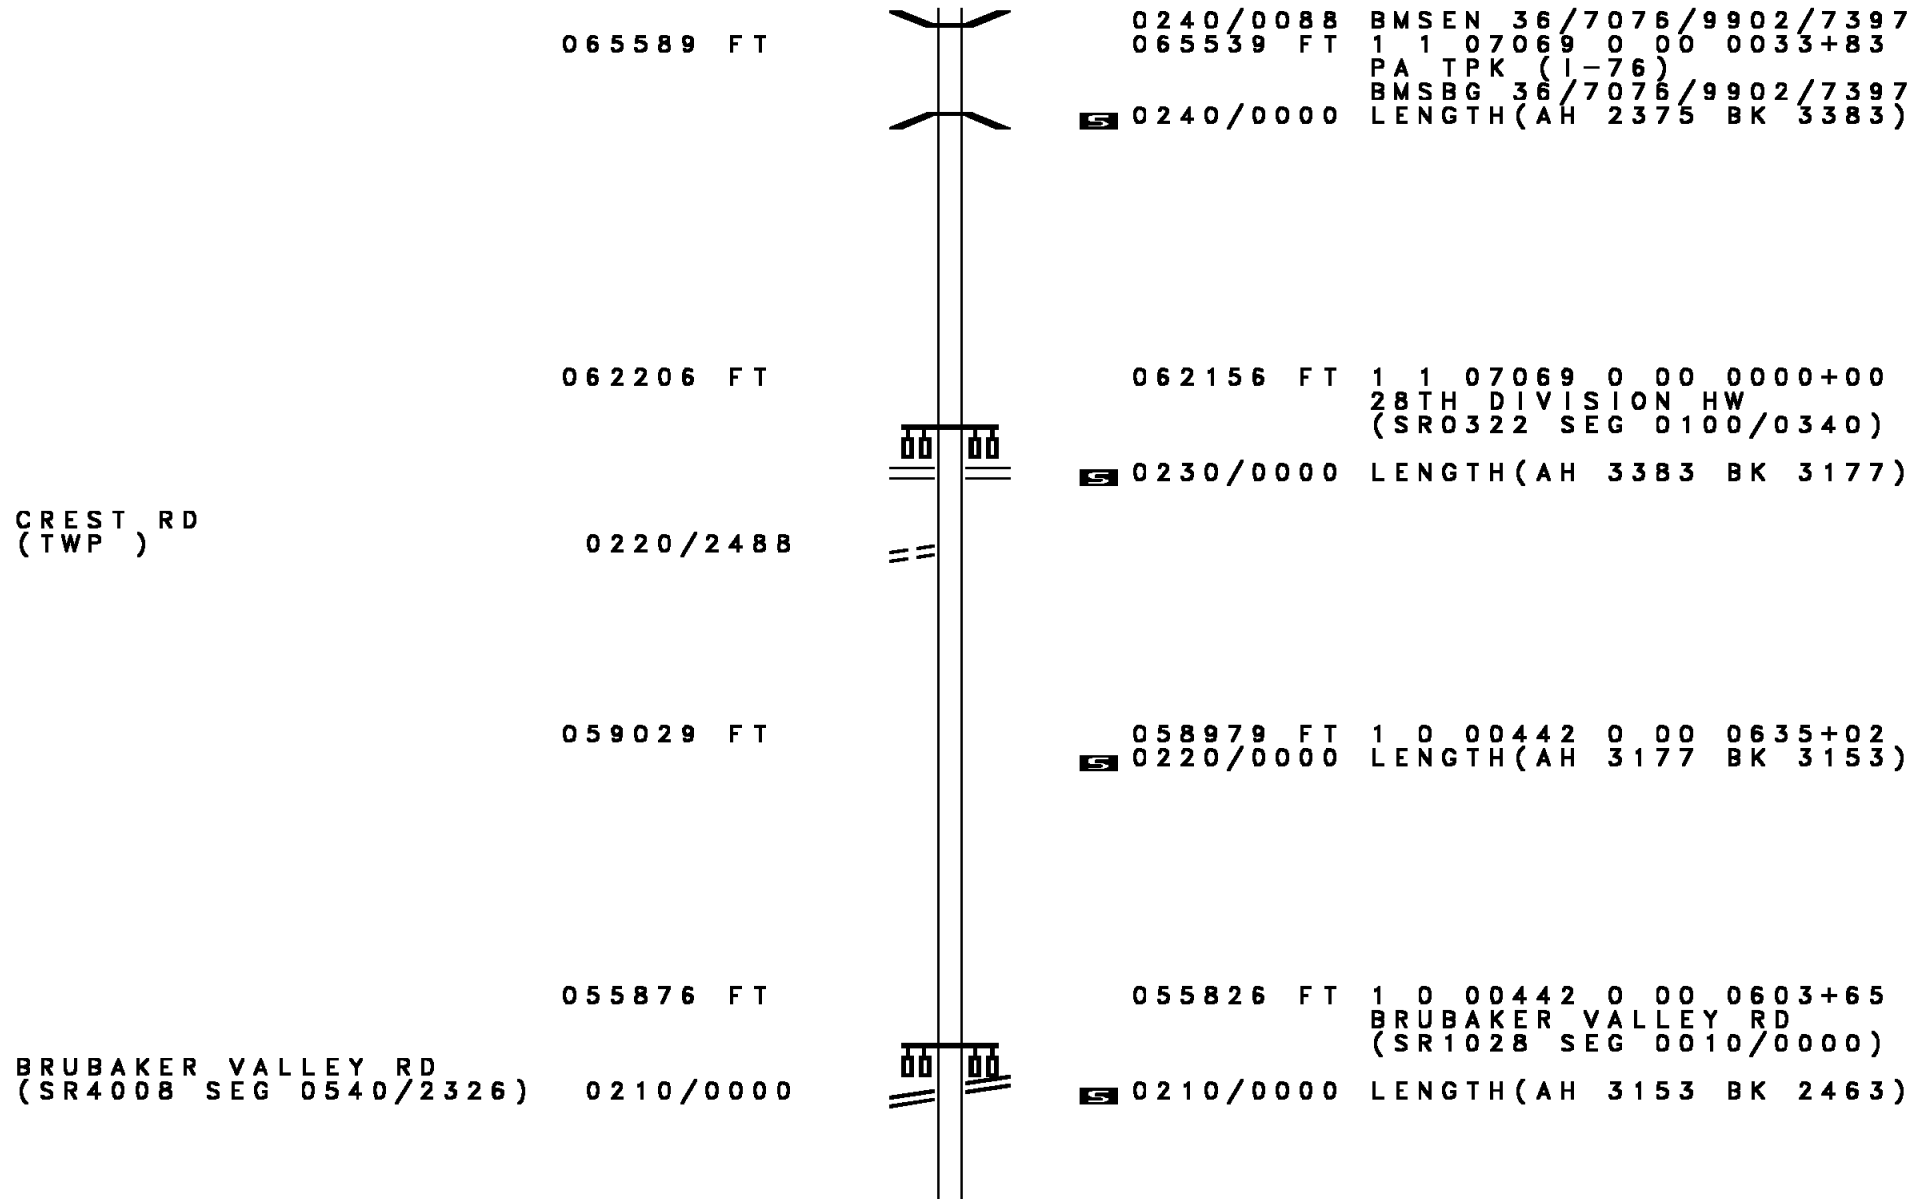 0240/0088 BMSEN 36/7076/9902/7397
065589 FT 065539 FT 1 1 07069 0 00 0033+83
PA TPK (I-76)
BMSBG 36/7076/9902/7397
S 0240/0000 LENGTH(AH 2375 BK 3383)
062206 FT 062156 FT 1 1 07069 0 00 0000+00
28TH DIVISION HW
(SR0322 SEG 0100/0340)
S 0230/0000 LENGTH(AH 3383 BK 3177)
CREST RD
(TWP ) 0220/2488
059029 FT 058979 FT 1 0 00442 0 00 0635+02
S 0220/0000 LENGTH(AH 3177 BK 3153)
055876 FT 055826 FT 1 0 00442 0 00 0603+65
BRUBAKER VALLEY RD
(SR1028 SEG 0010/0000)
BRUBAKER VALLEY RD
(SR4008 SEG 0540/2326) 0210/0000 S 0210/0000 LENGTH(AH 3153 BK 2463)